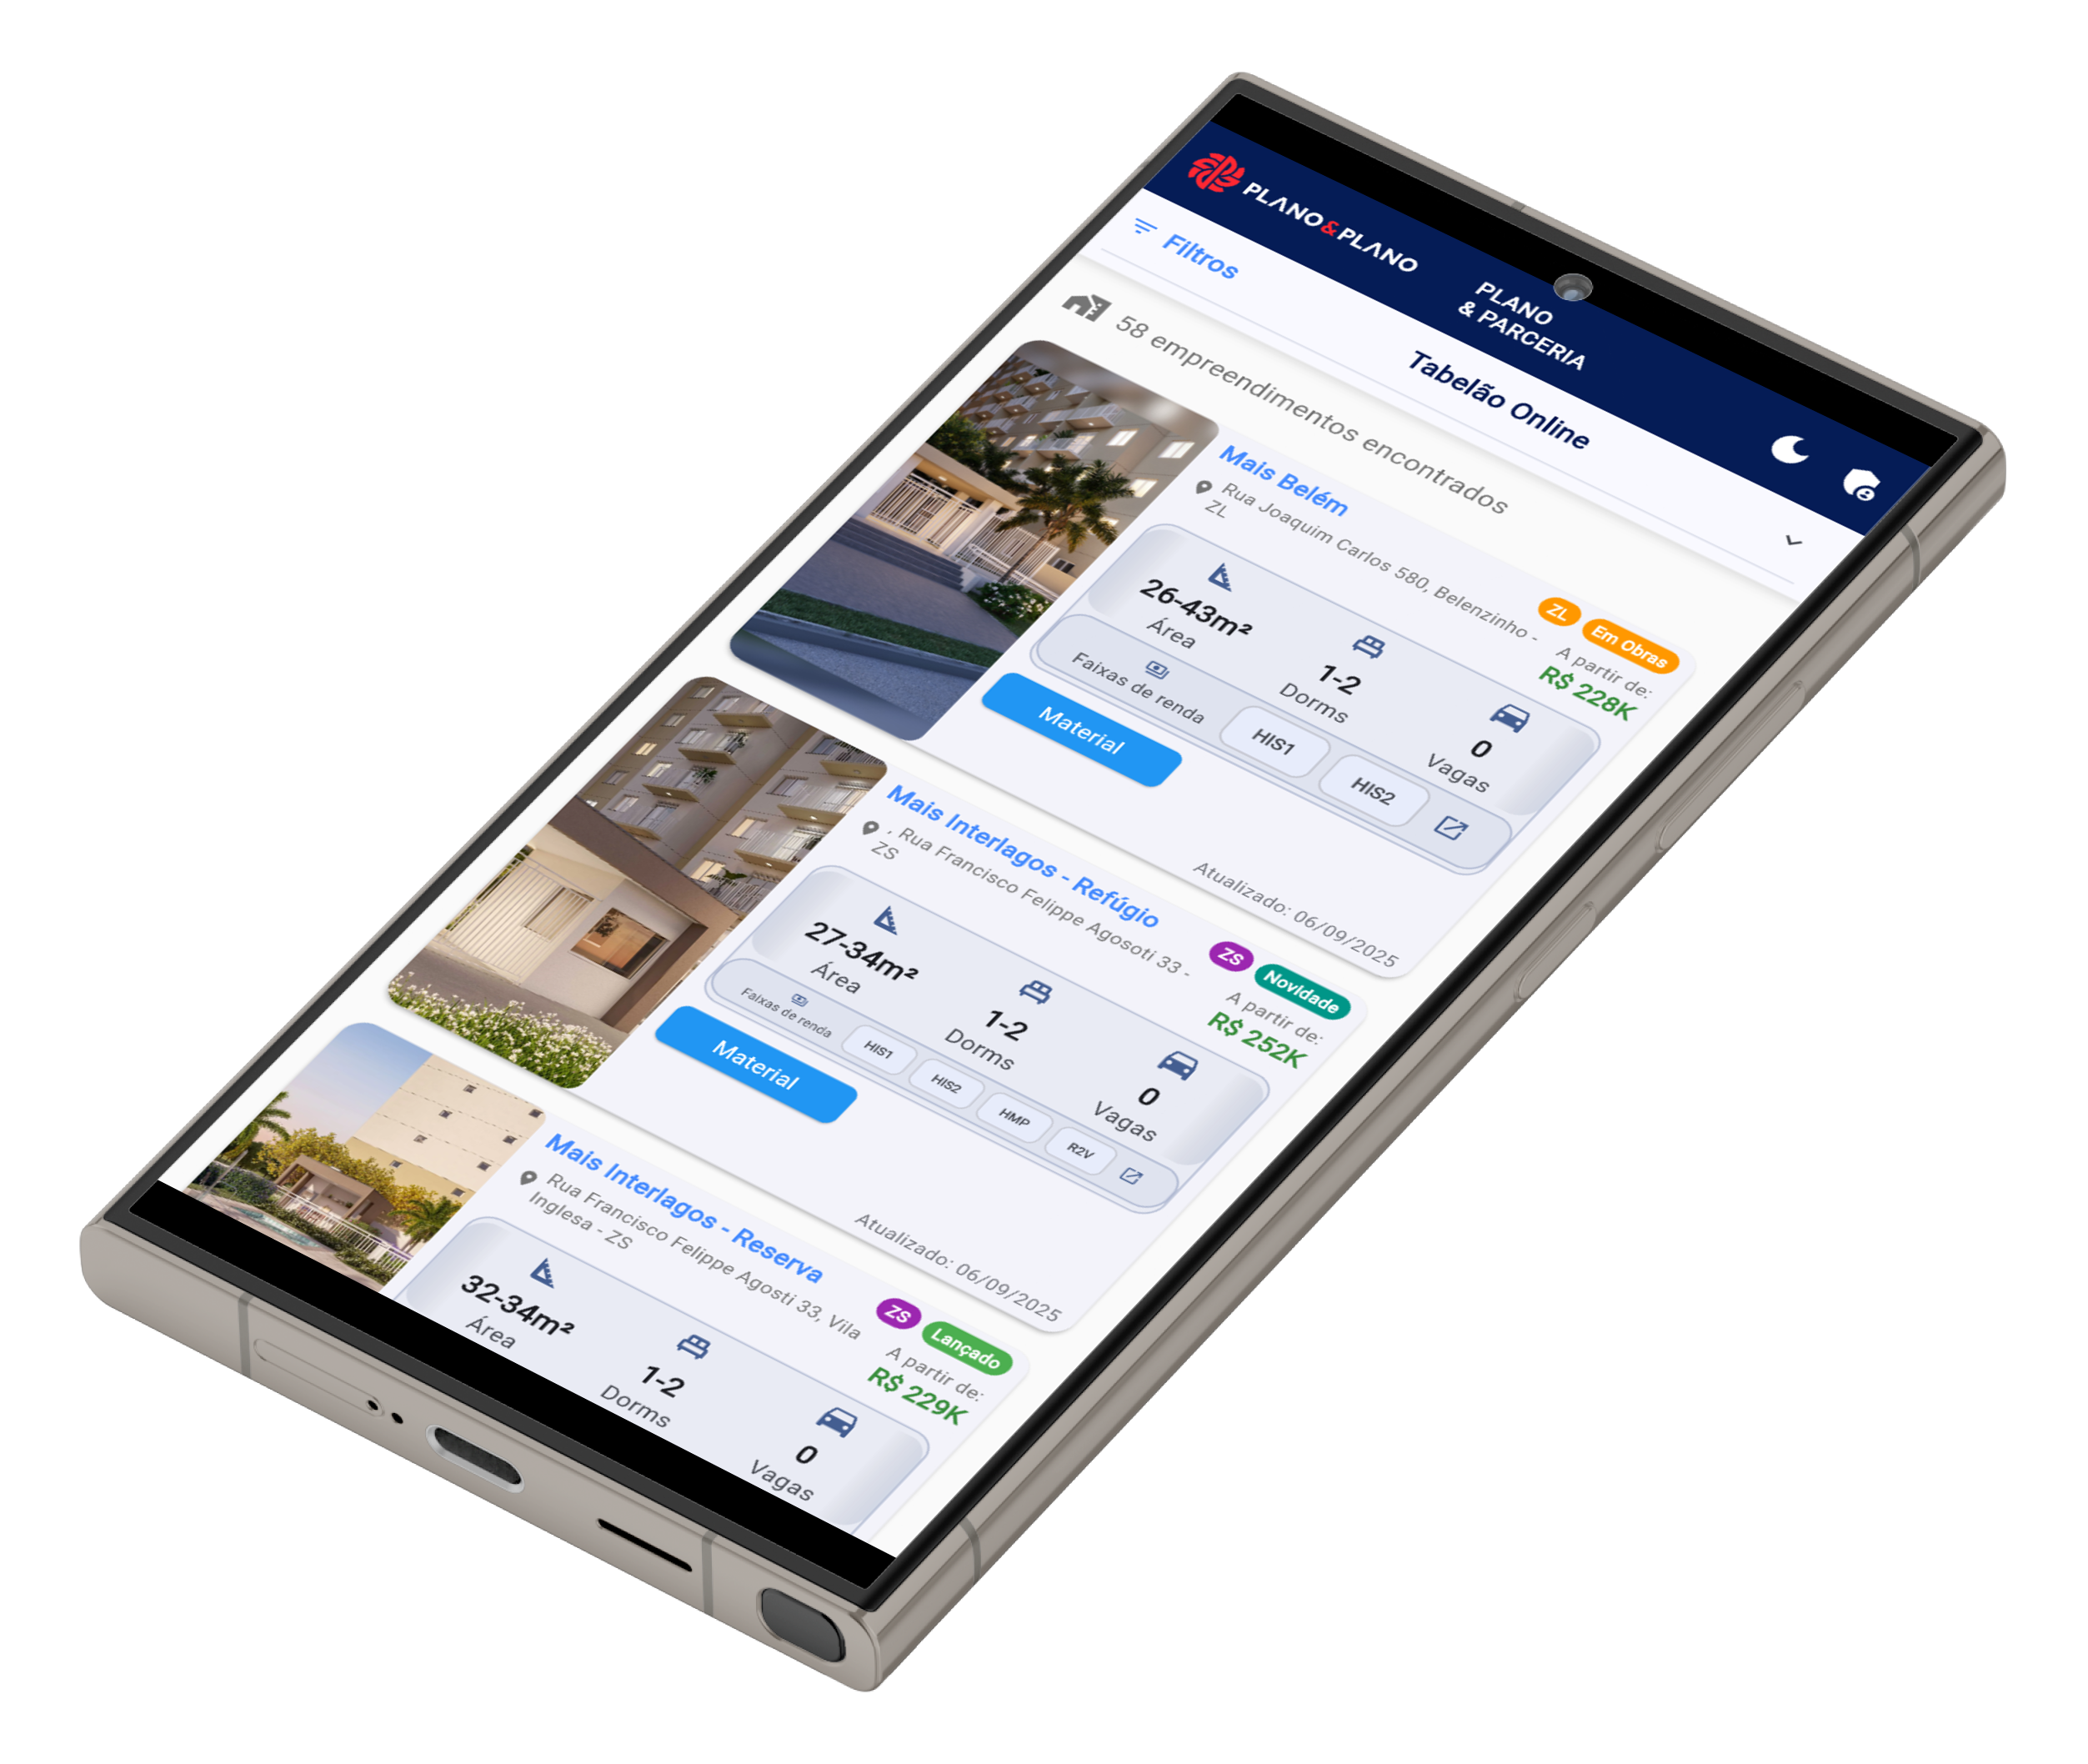 PLANO&PLANO
PLANO
& PARCERIA
Filtros
Tabelão Online
58 empreendimentos encontrados
Mais Belém
Rua Joaquim Carlos 580, Belenzinho -
ZL
ZL
Em Obras
A partir de:
R$ 228K
26-43m²
Área
1-2
Dorms
0
Vagas
Faixas de renda
HIS1
HIS2
Material
Atualizado: 06/09/2025
Mais Interlagos - Refúgio
, Rua Francisco Felippe Agosoti 33 -
ZS
ZS
Novidade
A partir de:
R$ 252K
27-34m²
Área
1-2
Dorms
0
Vagas
Faixas de renda
HIS1
HIS2
HMP
R2V
Material
Atualizado: 06/09/2025
Mais Interlagos - Reserva
Rua Francisco Felippe Agosti 33, Vila
Inglesa - ZS
ZS
Lançado
A partir de:
R$ 229K
32-34m²
Área
1-2
Dorms
0
Vagas